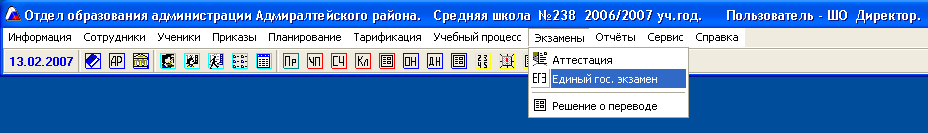 Отдел образования администрации Адмиралтейского района. Средняя школа №238 2006/2007 уч.год. Пользователь - ШО Директор.
Информация Сотрудники Ученики Приказы Планирование Тарификация Учебный процесс Экзамены Отчёты Сервис Справка
13.02.2007 АР Пр ЧП СЧ Кл ОН ДН
Аттестация
ЕГЭ Единый гос. экзамен
Решение о переводе